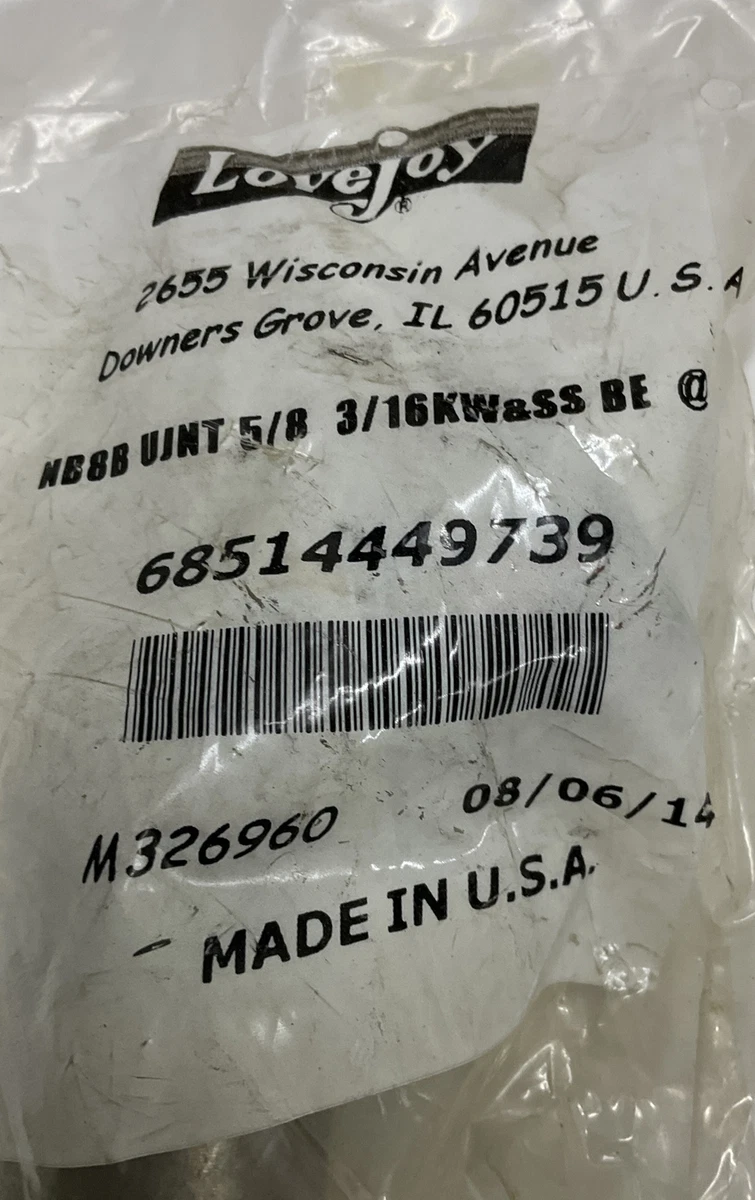 Lovejoy®
2655 Wisconsin Avenue
Downers Grove, IL 60515 U.S.A
NB8B UJNT 5/8 3/16KW&SS BE @
68514449739
M326960 08/06/14
MADE IN U.S.A.